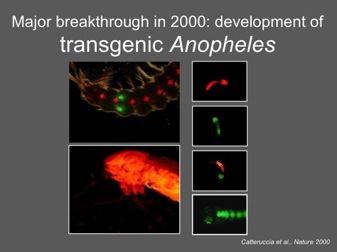 Major breakthrough in 2000: development of
transgenic Anopheles
Catteruccia et al., Nature 2000